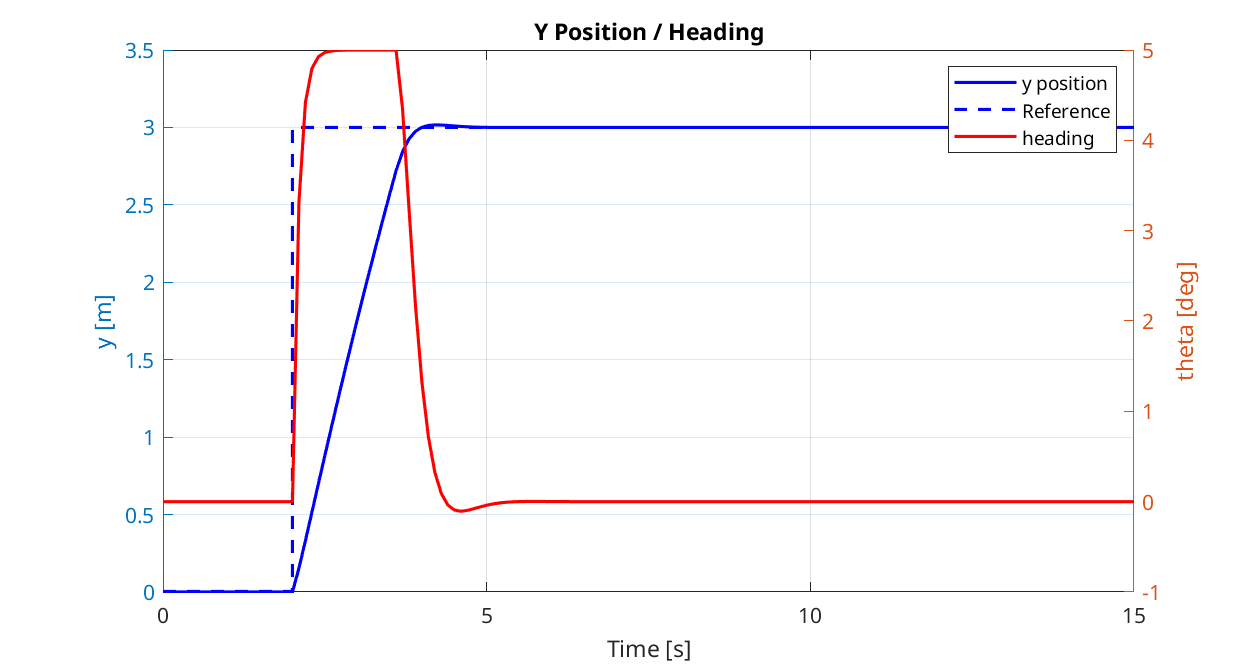 Y Position / Heading
3.5
3
2.5
2
1.5
1
0.5
0
y [m]
5
4
3
2
1
0
-1
theta [deg]
y position
Reference
heading
0
5
10
15
Time [s]